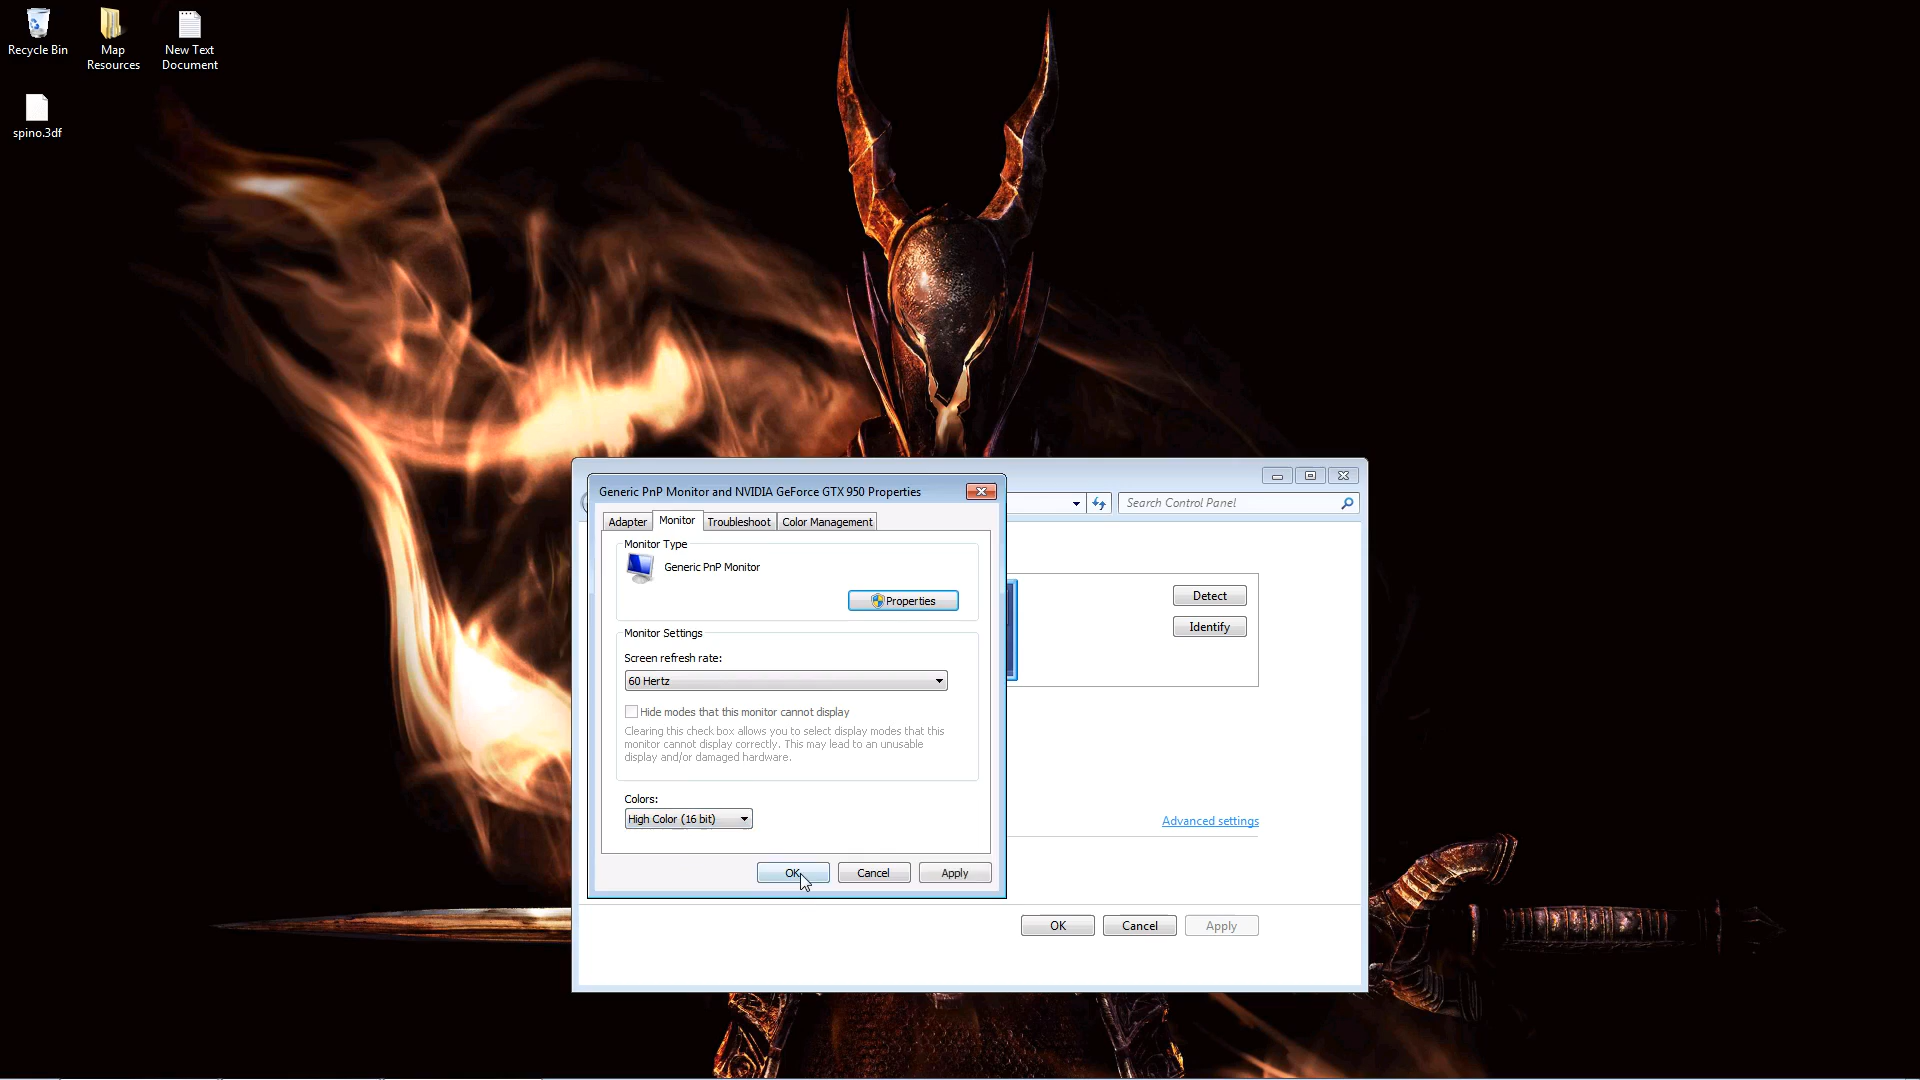 Recycle Bin
Map
Resources
New Text
Document
spino.3df
Generic PnP Monitor and NVIDIA GeForce GTX 950 Properties
Search Control Panel
Adapter
Monitor
Troubleshoot
Color Management
Monitor Type
Generic PnP Monitor
Properties
Detect
Identify
Monitor Settings
Screen refresh rate:
60 Hertz
Hide modes that this monitor cannot display
Clearing this check box allows you to select display modes that this
monitor cannot display correctly. This may lead to an unusable
display and/or damaged hardware.
Colors:
High Color (16 bit)
Advanced settings
OK
Cancel
Apply
OK
Cancel
Apply